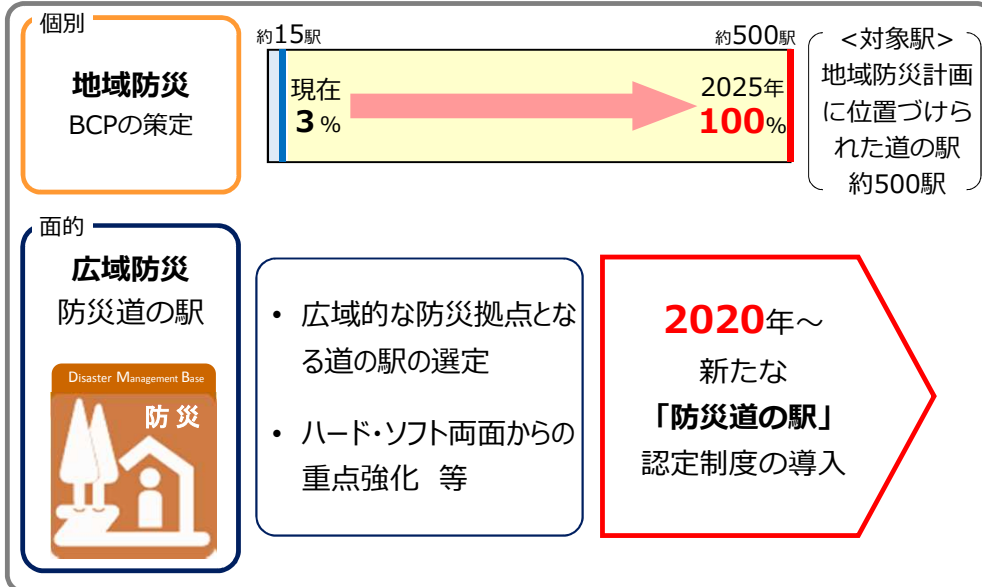 個別
地域防災
BCPの策定
約15駅
約500駅
現在
3%
2025年
100%
<対象駅>
地域防災計画
に位置づけら
れた道の駅
約500駅
面的
広域防災
防災道の駅
Disaster Management Base
防災
• 広域的な防災拠点とな
る道の駅の選定
• ハード・ソフト両面からの
重点強化 等
2020年~
新たな
「防災道の駅」
認定制度の導入